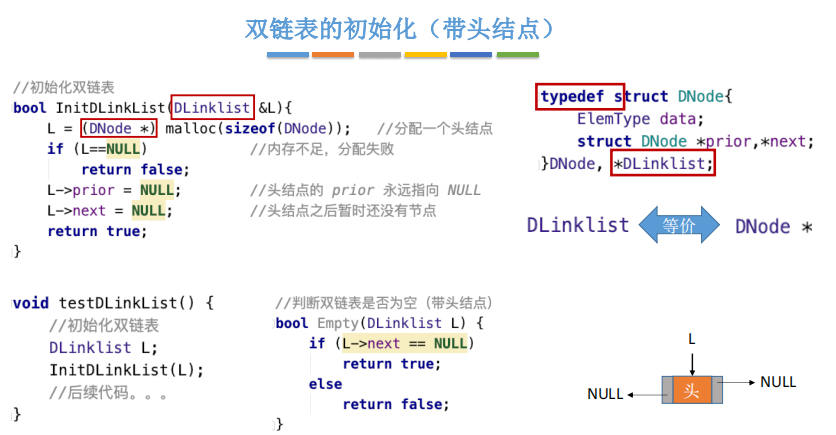 双链表的初始化（带头结点）
//初始化双链表
bool InitDLinkList(DLinklist &L){
    L = (DNode *) malloc(sizeof(DNode));   //分配一个头结点
    if (L==NULL)              //内存不足，分配失败
        return false;
    L->prior = NULL;          //头结点的 prior 永远指向 NULL
    L->next = NULL;           //头结点之后暂时还没有节点
    return true;
}
typedef struct DNode{
    ElemType data;
    struct DNode *prior,*next;
}DNode, *DLinklist;
DLinklist 等价 DNode *
void testDLinkList() {
    //初始化双链表
    DLinklist L;
    InitDLinkList(L);
    //后续代码。。。
}
//判断双链表是否为空（带头结点）
bool Empty(DLinklist L) {
    if (L->next == NULL)
        return true;
    else
        return false;
}
L
NULL 头 NULL